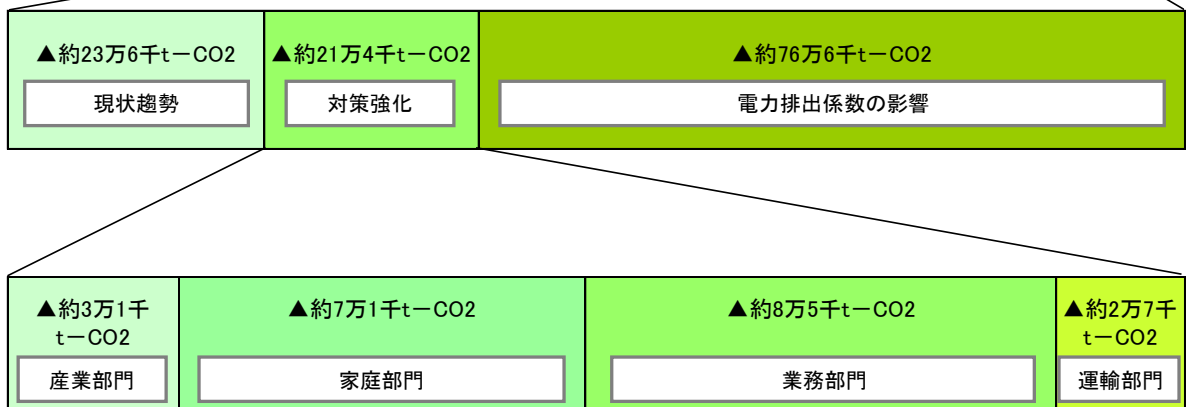 ▲約23万6千t－CO2
現状趨勢
▲約21万4千t－CO2
対策強化
▲約76万6千t－CO2
電力排出係数の影響
▲約3万1千
t－CO2
産業部門
▲約7万1千t－CO2
家庭部門
▲約8万5千t－CO2
業務部門
▲約2万7千
t－CO2
運輸部門